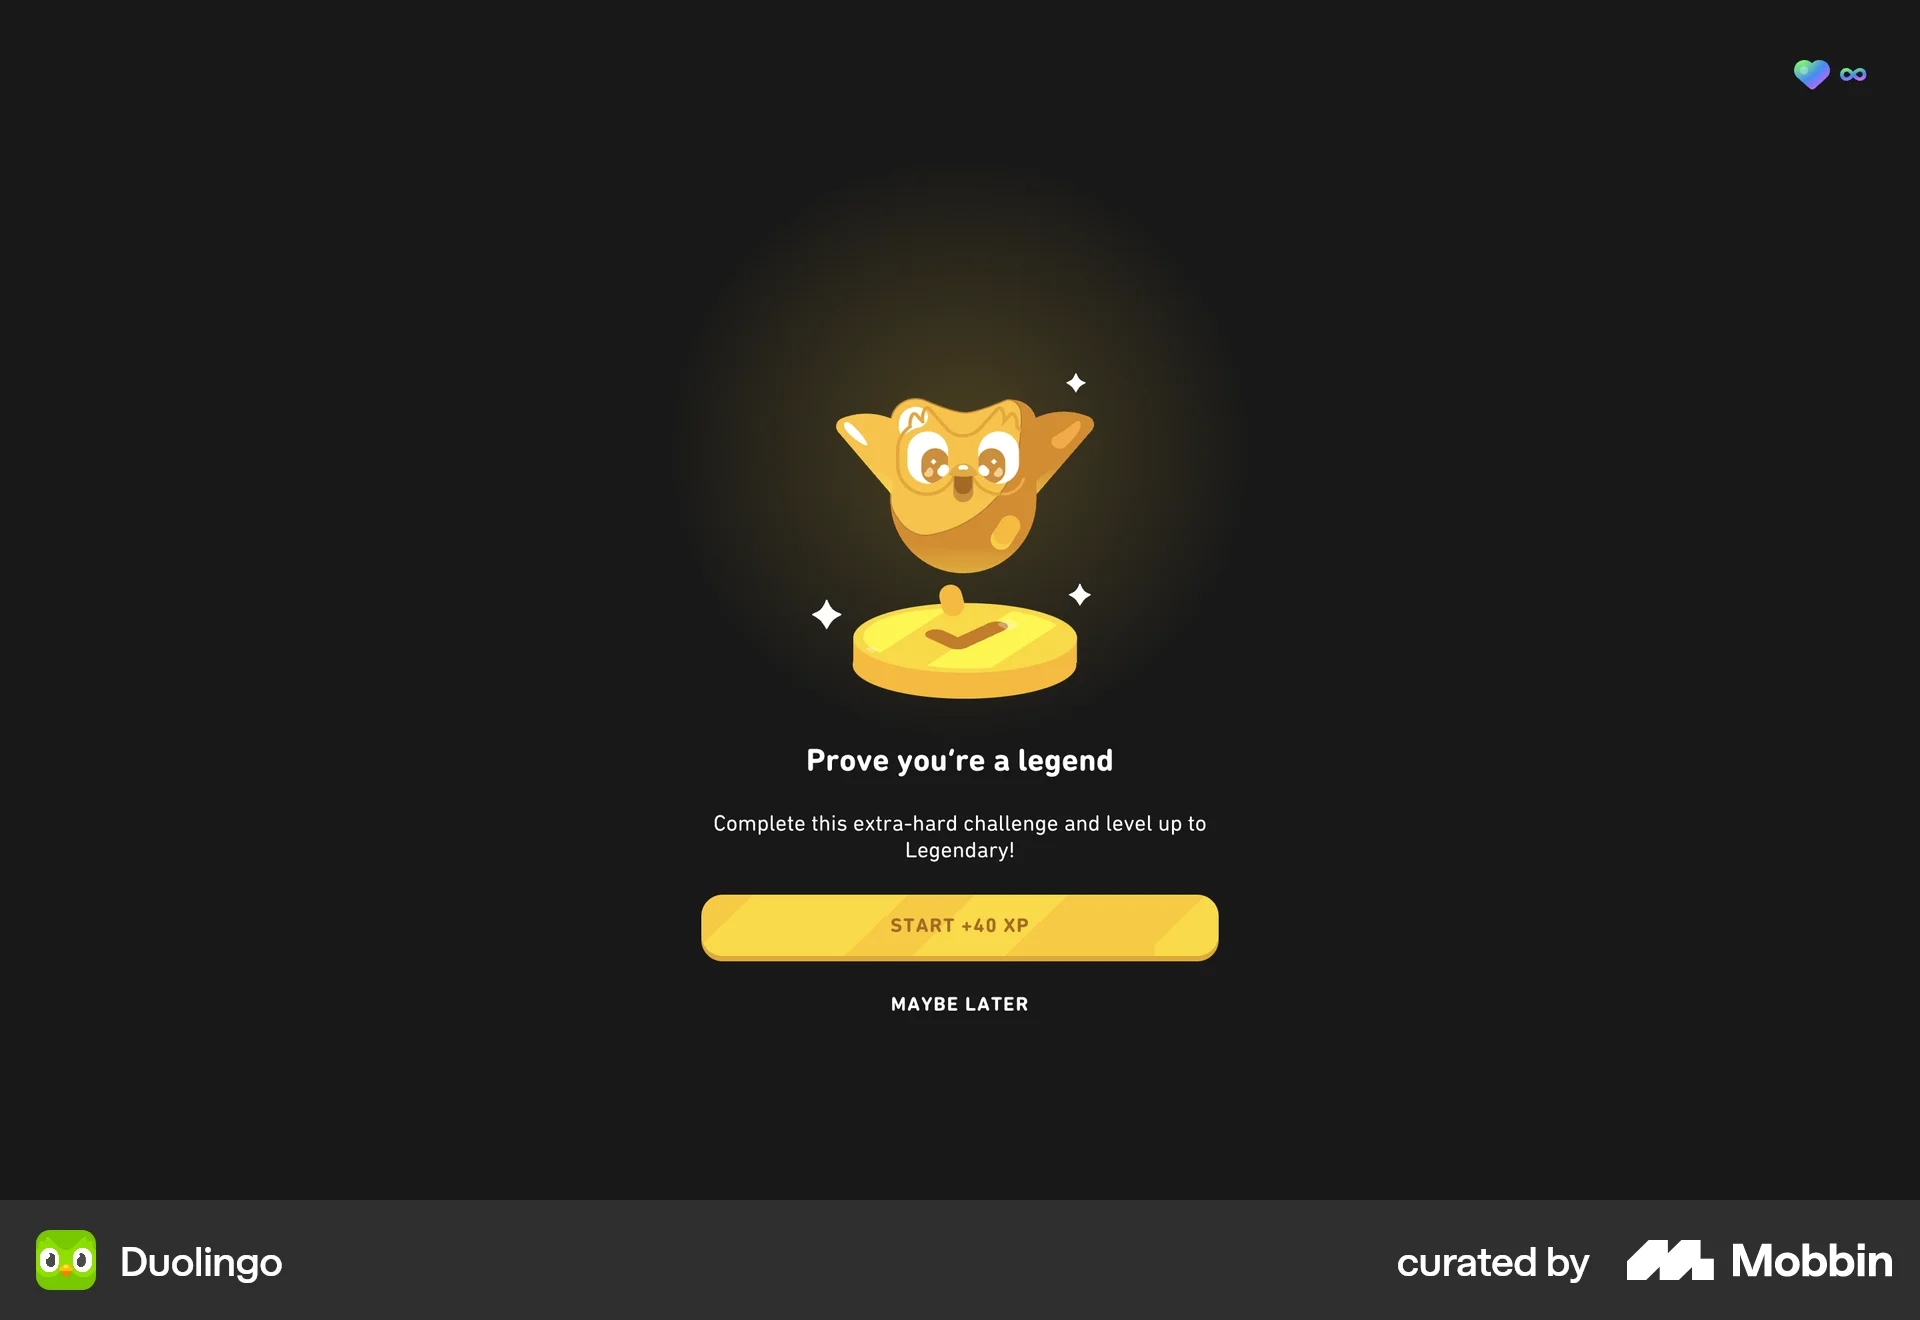 Prove you’re a legend
Complete this extra-hard challenge and level up to
Legendary!
START +40 XP
MAYBE LATER
Duolingo
curated by Mobbin